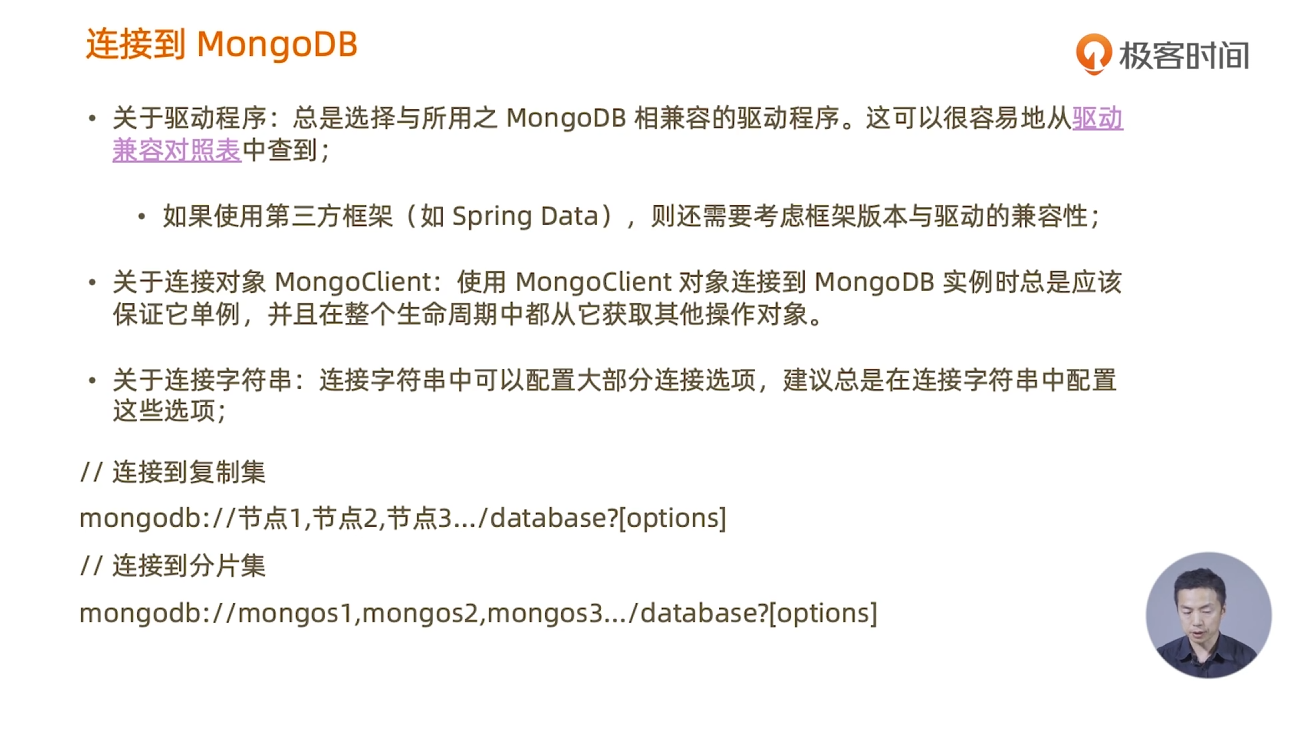 连接到 MongoDB
极客时间
• 关于驱动程序：总是选择与所用之 MongoDB 相兼容的驱动程序。这可以很容易地从驱动
兼容对照表中查到；
• 如果使用第三方框架（如 Spring Data），则还需要考虑框架版本与驱动的兼容性；
• 关于连接对象 MongoClient：使用 MongoClient 对象连接到 MongoDB 实例时总是应该
保证它单例，并且在整个生命周期中都从它获取其他操作对象。
• 关于连接字符串：连接字符串中可以配置大部分连接选项，建议总是在连接字符串中配置
这些选项；
// 连接到复制集
mongodb://节点1,节点2,节点3.../database?[options]
// 连接到分片集
mongodb://mongos1,mongos2,mongos3.../database?[options]